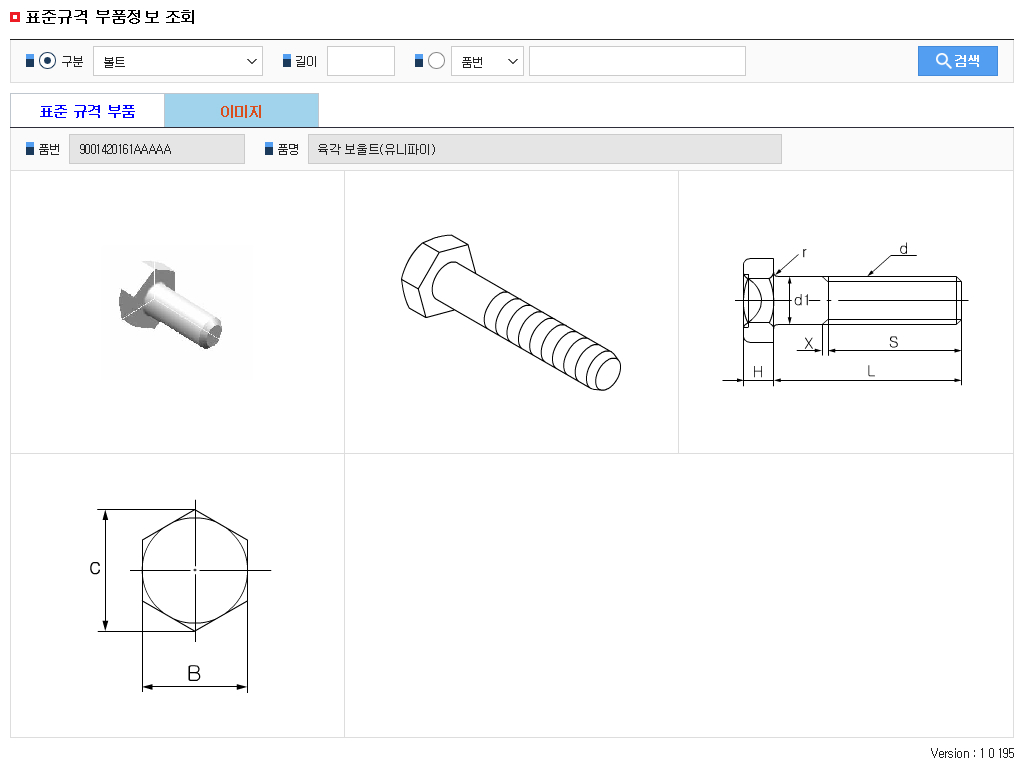 표준규격 부품정보 조회
구분 볼트 길이 품번 검색
표준 규격 부품 이미지
품번 9001420161AAAAA 품명 육각 보울트(유니파이)
r d
d1
X S
H L
C
B
Version : 1 0 195